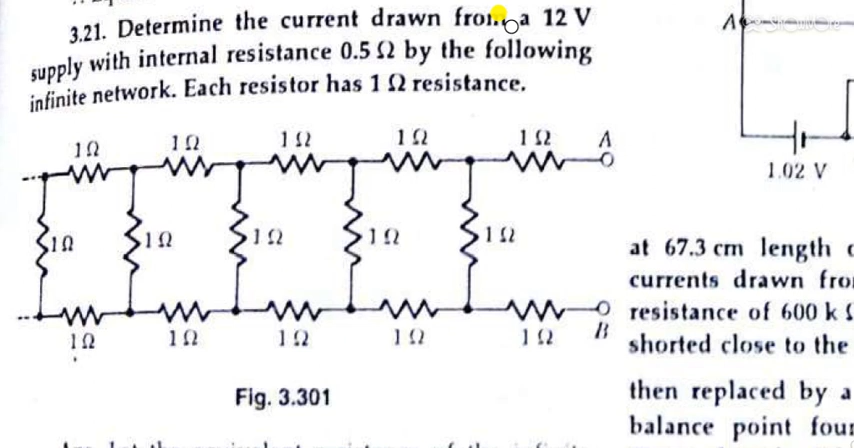 3.21. Determine the current drawn from a 12 V
supply with internal resistance 0.5 Ω by the following
infinite network. Each resistor has 1 Ω resistance.
1Ω 1Ω 1Ω 1Ω 1Ω A
1Ω 1Ω 1Ω 1Ω 1Ω
1Ω 1Ω 1Ω 1Ω 1Ω B
Fig. 3.301
A
1.02 V
at 67.3 cm length
currents drawn
resistance of 600 k
shorted close to the
then replaced by a
balance point